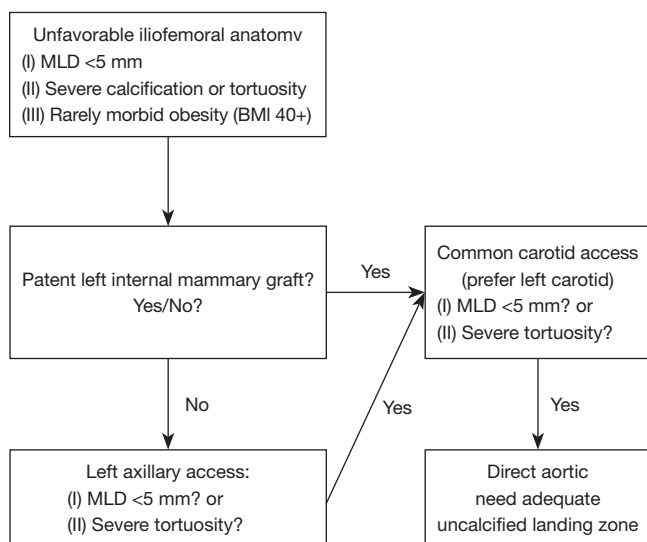 Unfavorable iliofemoral anatomv
(I) MLD <5 mm
(II) Severe calcification or tortuosity
(III) Rarely morbid obesity (BMI 40+)
Patent left internal mammary graft?
Yes/No?
Yes
Common carotid access
(prefer left carotid)
(I) MLD <5 mm? or
(II) Severe tortuosity?
No
Yes
Yes
Left axillary access:
(I) MLD <5 mm? or
(II) Severe tortuosity?
Direct aortic
need adequate
uncalcified landing zone